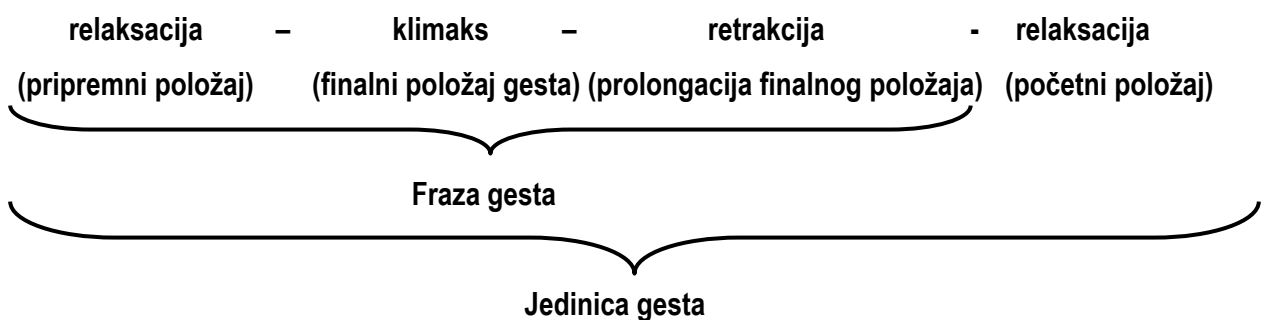 relaksacija – klimaks – retrakcija - relaksacija
(pripremni položaj) (finalni položaj gesta) (prolongacija finalnog položaja) (početni položaj)
Fraza gesta
Jedinica gesta